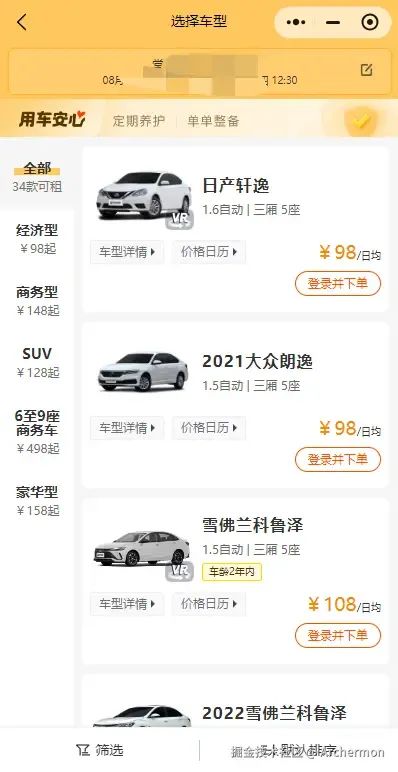 选择车型
12:30
用车安心 定期养护 | 单单整备
全部
34款可租
经济型
¥98起
商务型
¥148起
SUV
¥128起
6至9座
商务车
¥498起
豪华型
¥158起
日产轩逸
1.6自动 | 三厢 5座
VR
车型详情 价格日历
¥98/日均
登录并下单
2021大众朗逸
1.5自动 | 三厢 5座
车型详情 价格日历
¥98/日均
登录并下单
雪佛兰科鲁泽
1.5自动 | 三厢 5座
VR
车龄2年内
车型详情 价格日历
¥108/日均
登录并下单
2022雪佛兰科鲁泽
筛选
默认排序
掘金技术社区